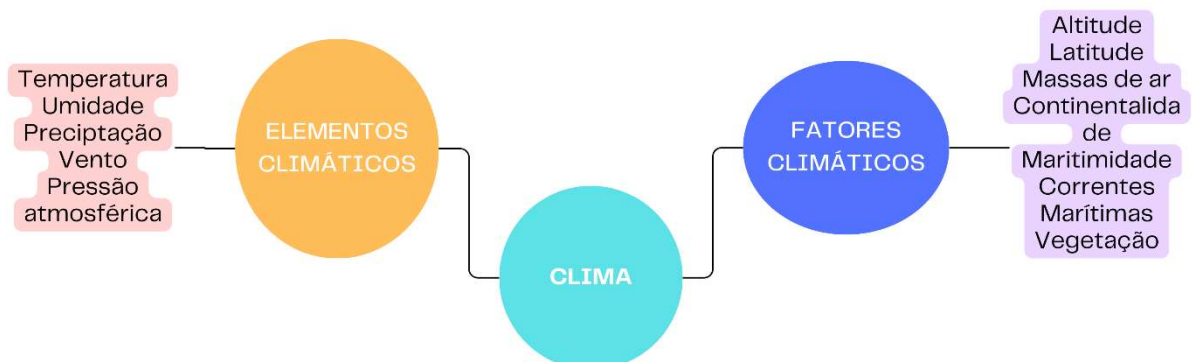 Temperatura
Umidade
Preciptação
Vento
Pressão
atmosférica
ELEMENTOS
CLIMÁTICOS
CLIMA
FATORES
CLIMÁTICOS
Altitude
Latitude
Massas de ar
Continentalida
de
Maritimidade
Correntes
Marítimas
Vegetação